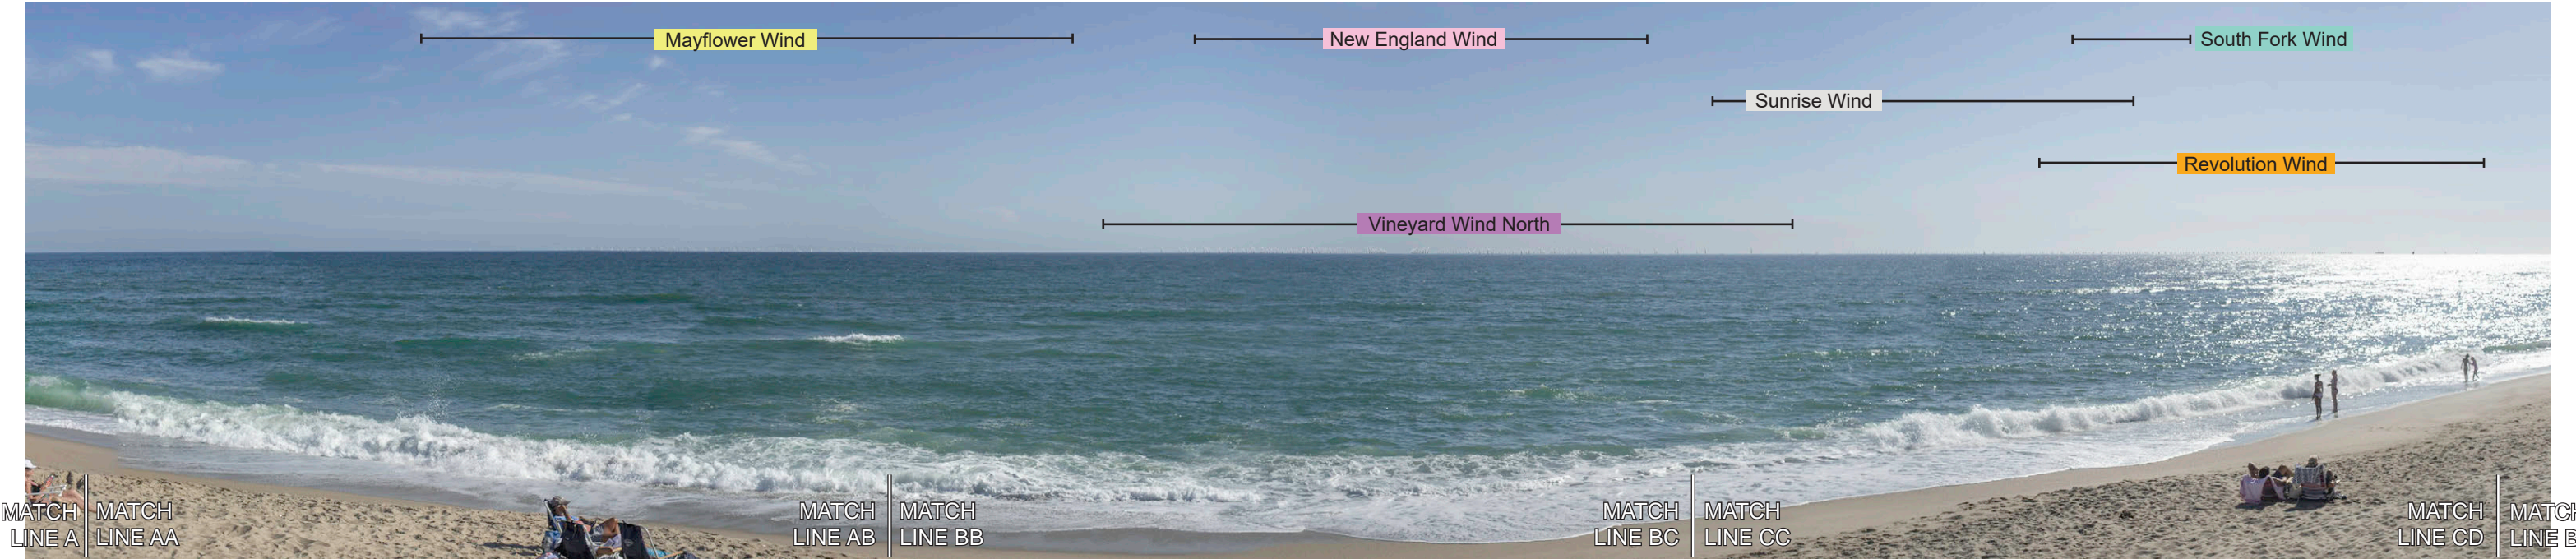 Mayflower Wind
New England Wind
South Fork Wind
Sunrise Wind
Revolution Wind
Vineyard Wind North
MATCH
LINE A
MATCH
LINE AA
MATCH
LINE AB
MATCH
LINE BB
MATCH
LINE BC
MATCH
LINE CC
MATCH
LINE CD